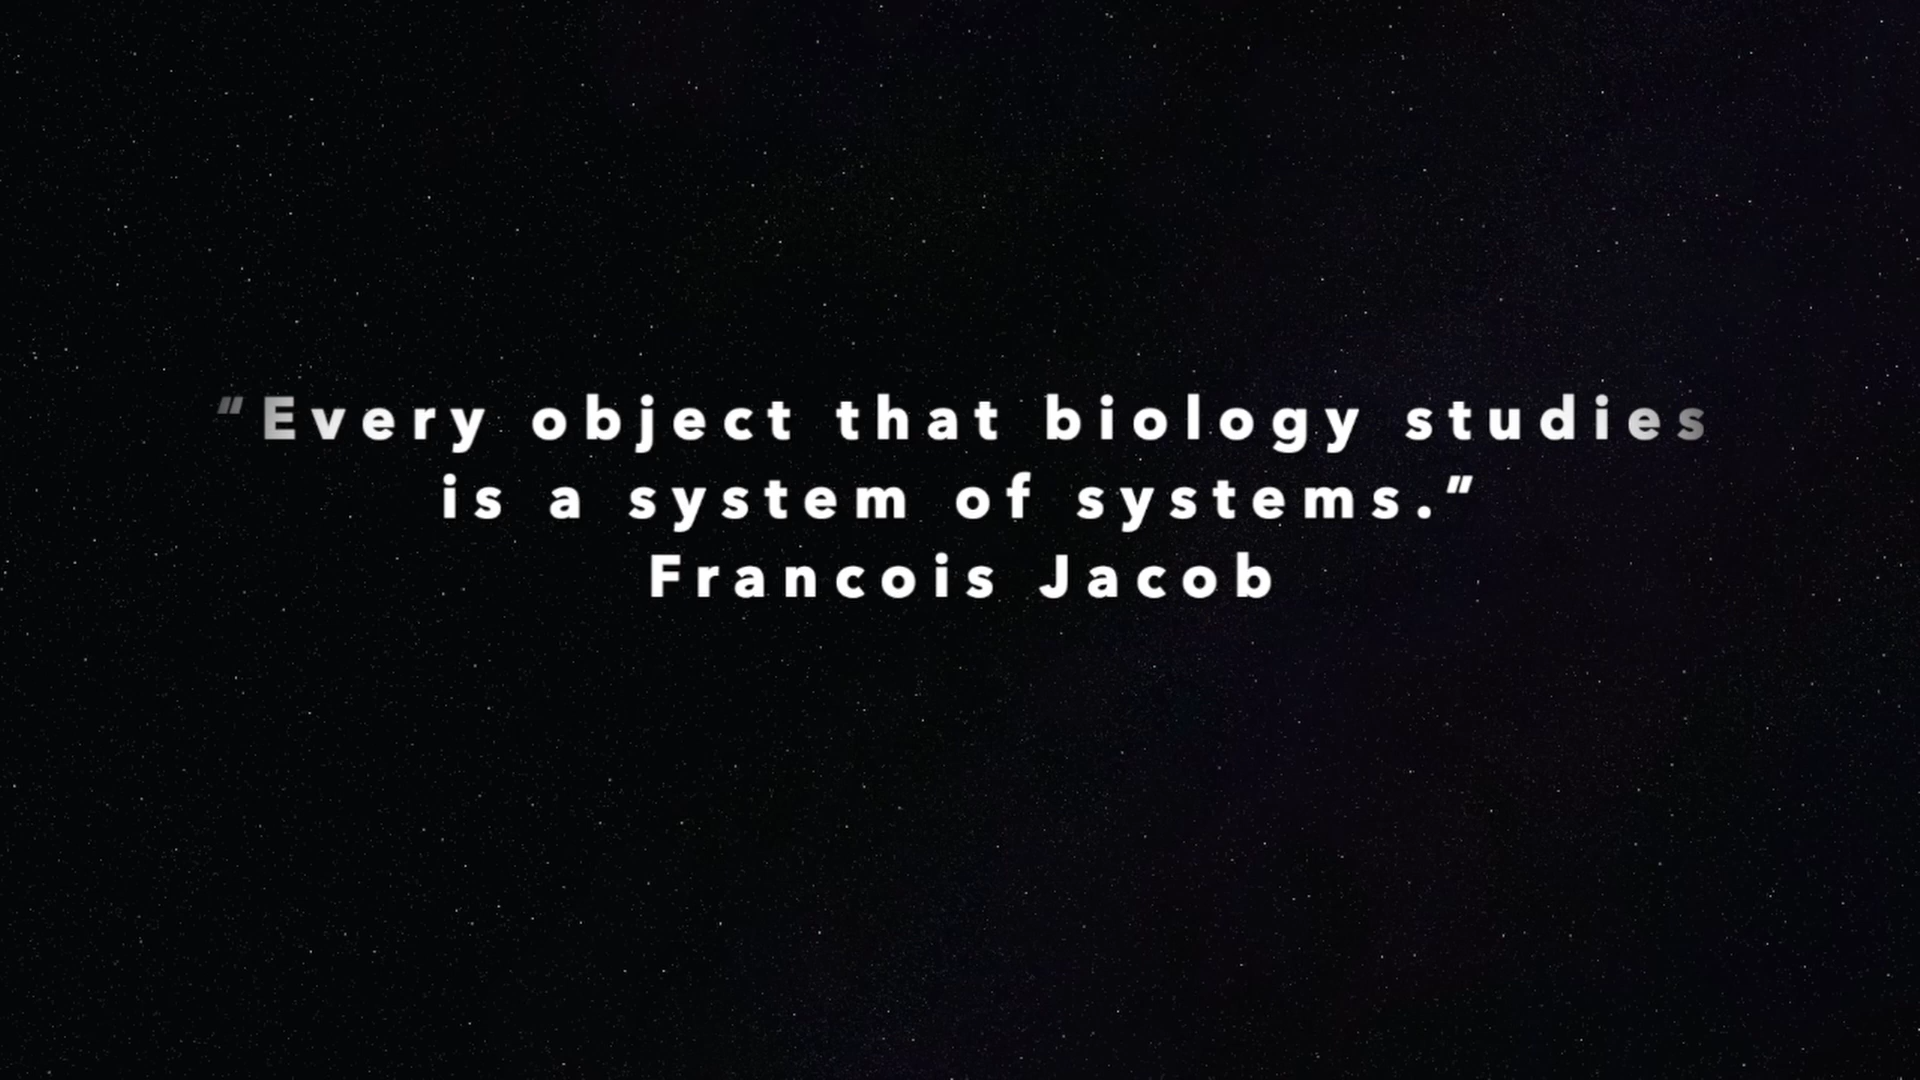 "Every object that biology studies
is a system of systems."
Francois Jacob